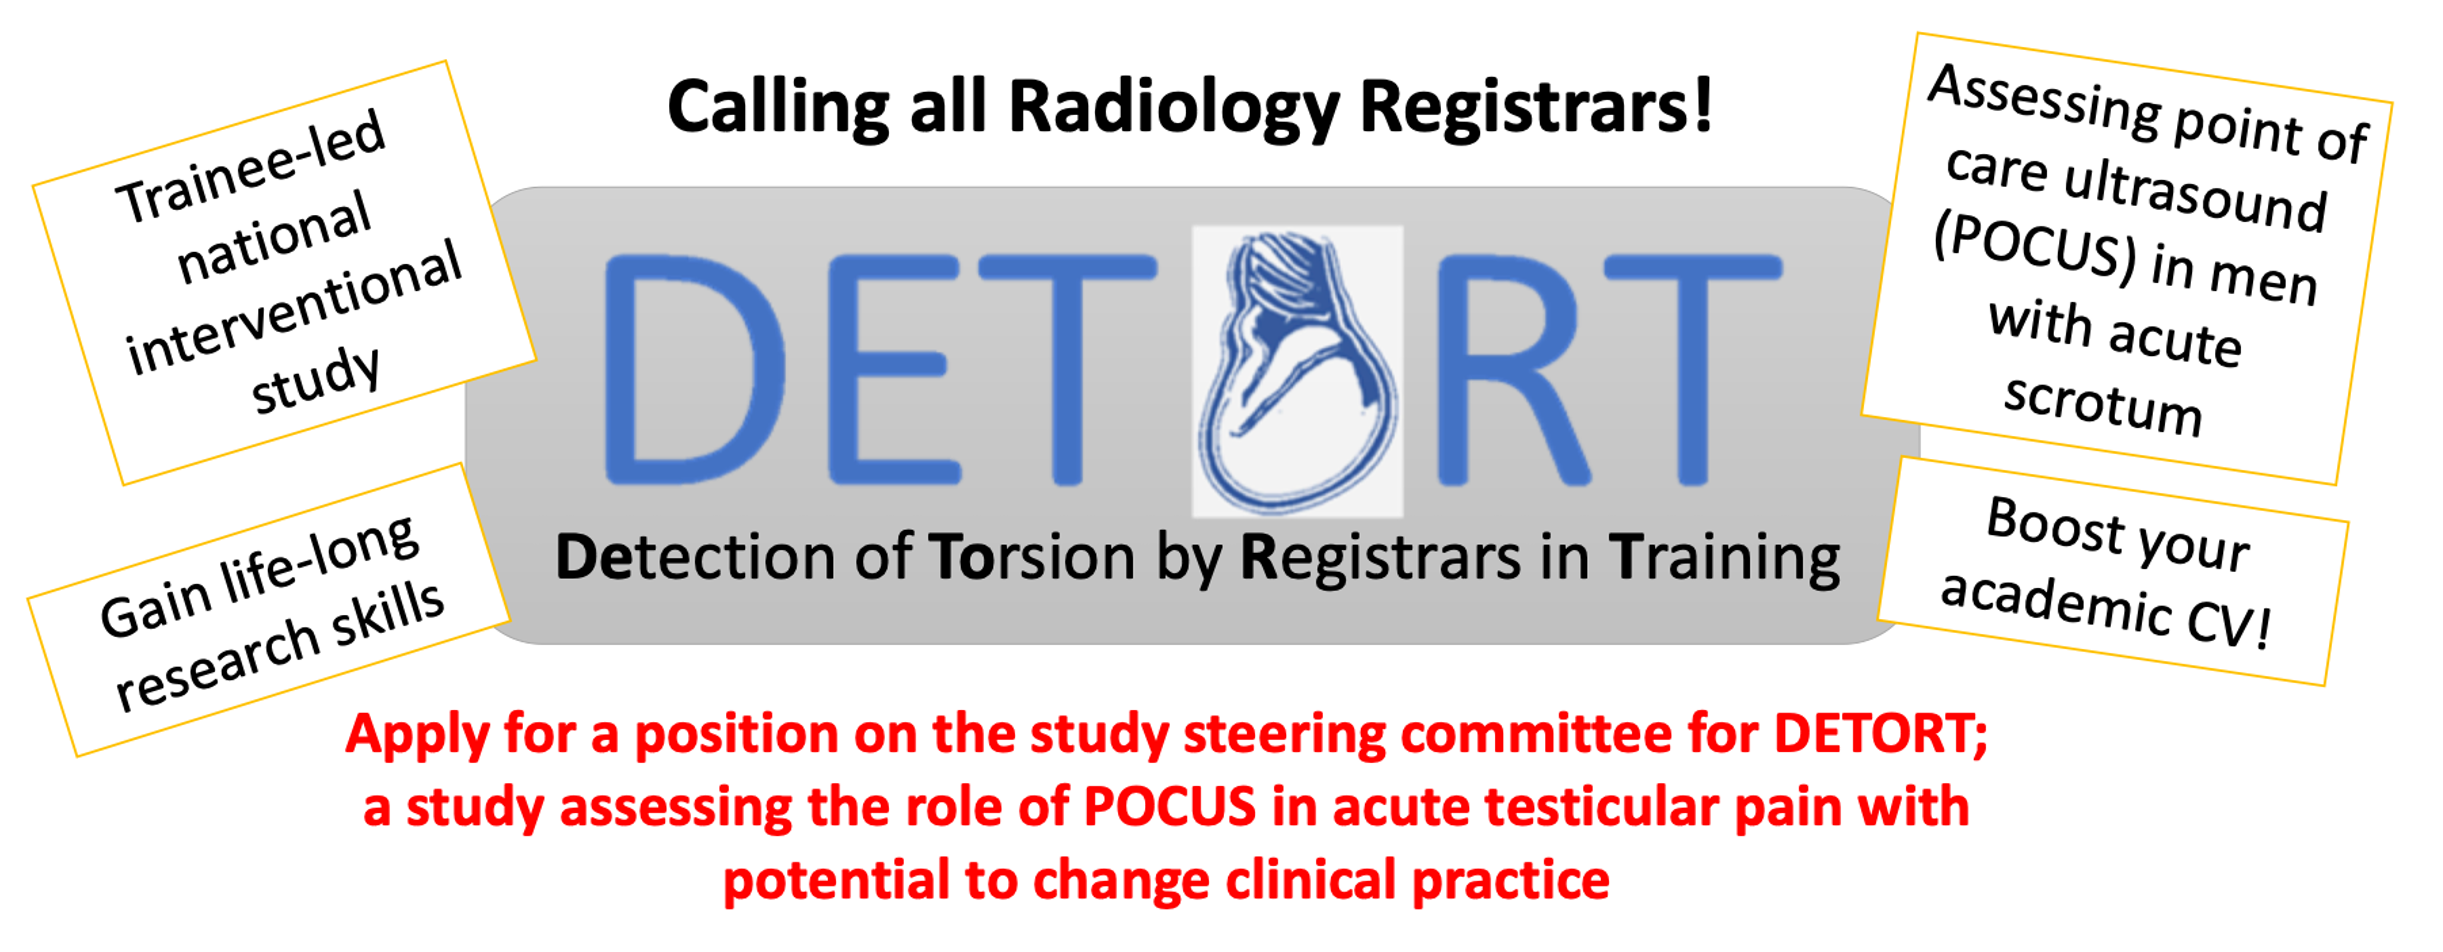 Calling all Radiology Registrars!
Trainee-led
national
interventional
study
Assessing point of
care ultrasound
(POCUS) in men
with acute
scrotum
DET RT
Detection of Torsion by Registrars in Training
Gain life-long
research skills
Boost your
academic CV!
Apply for a position on the study steering committee for DETORT;
a study assessing the role of POCUS in acute testicular pain with
potential to change clinical practice